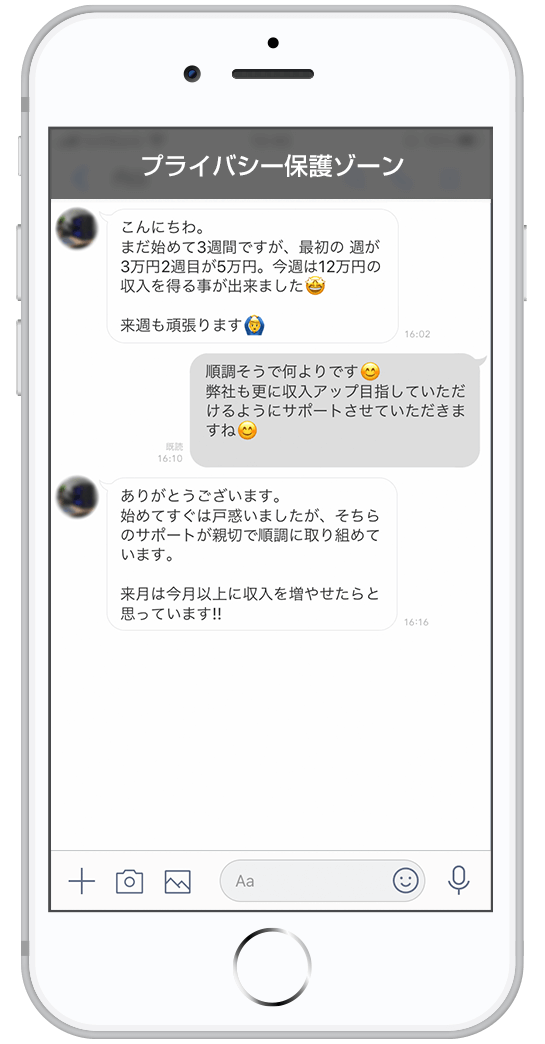 プライバシー保護ゾーン
こんにちわ。
まだ始めて3週間ですが、最初の 週が
3万円2週目が5万円。今週は12万円の
収入を得る事が出来ました🤩
来週も頑張ります🙆‍♂️
16:02
順調そうで何よりです😊
弊社も更に収入アップ目指していただ
けるようにサポートさせていただきま
すね😊
既読
16:10
ありがとうございます。
始めてすぐは戸惑いましたが、そちら
のサポートが親切で順調に取り組めて
います。
来月は今月以上に収入を増やせたらと
思っています!!
16:16
Aa